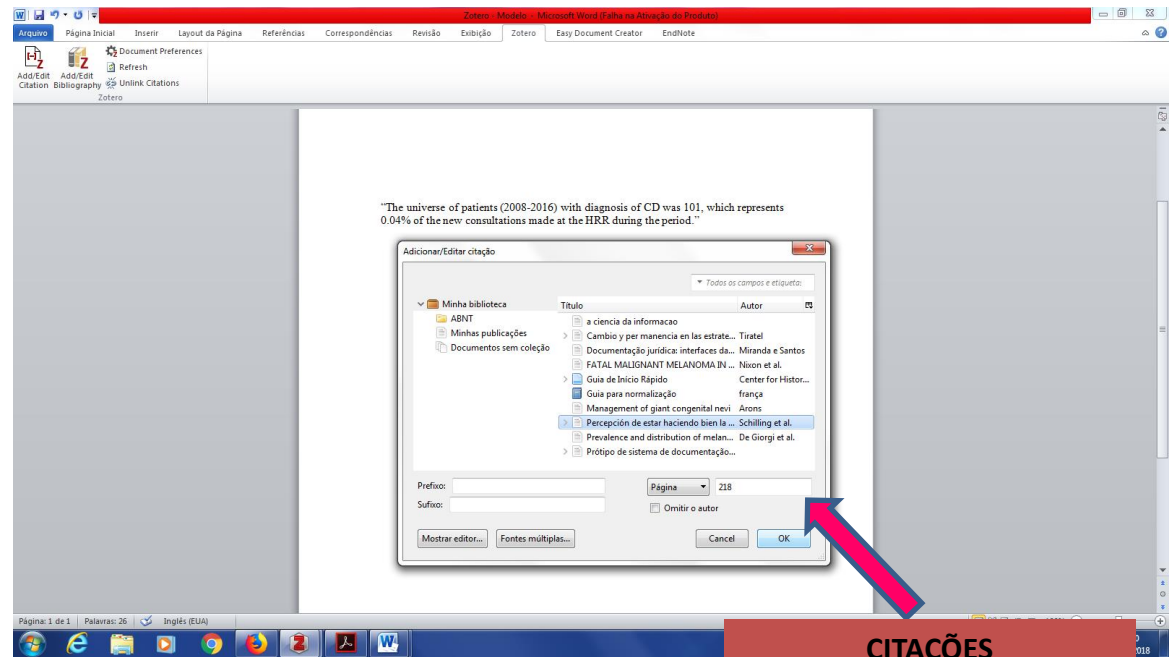 Zotero - Modelo - Microsoft Word (Falha na Ativação do Produto)
Arquivo Página Inicial Inserir Layout da Página Referências Correspondências Revisão Exibição Zotero Easy Document Creator EndNote
Add/Edit Citation
Add/Edit Bibliography
Document Preferences
Refresh
Unlink Citations
Zotero
“The universe of patients (2008-2016) with diagnosis of CD was 101, which represents
0.04% of the new consultations made at the HRR during the period.”
Adicionar/Editar citação
Todos os campos e etiqueta:
Minha biblioteca
ABNT
Minhas publicações
Documentos sem coleção
Título Autor
a ciencia da informacao
Cambio y per manencia en las estrate... Tiratel
Documentação jurídica: interfaces da... Miranda e Santos
FATAL MALIGNANT MELANOMA IN ... Nixon et al.
Guia de Início Rápido Center for Histor...
Guia para normalização frança
Management of giant congenital nevi Arons
Percepción de estar haciendo bien la ... Schilling et al.
Prevalence and distribution of melan... De Giorgi et al.
Prótipo de sistema de documentação...
Prefixo: Página 218
Sufixo: Omitir o autor
Mostrar editor... Fontes múltiplas... Cancel OK
Página: 1 de 1 Palavras: 26 Inglês (EUA)
CITAÇÕES